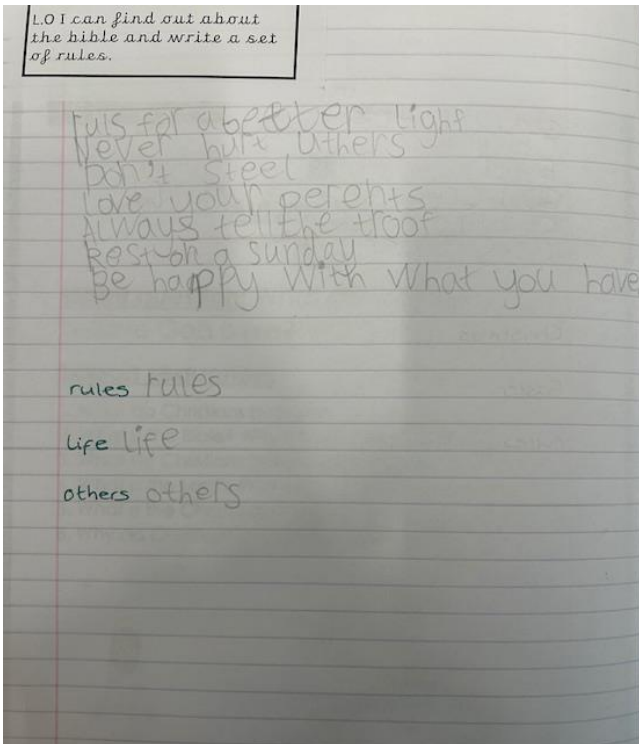 L.O I can find out about
the bible and write a set
of rules.
ruls for a better Light
Never hurt uthers
Don't steel
Love your perents
Always tell the troof
Rest on a sunday
Be happy With What you have
rules rules
life life
others others